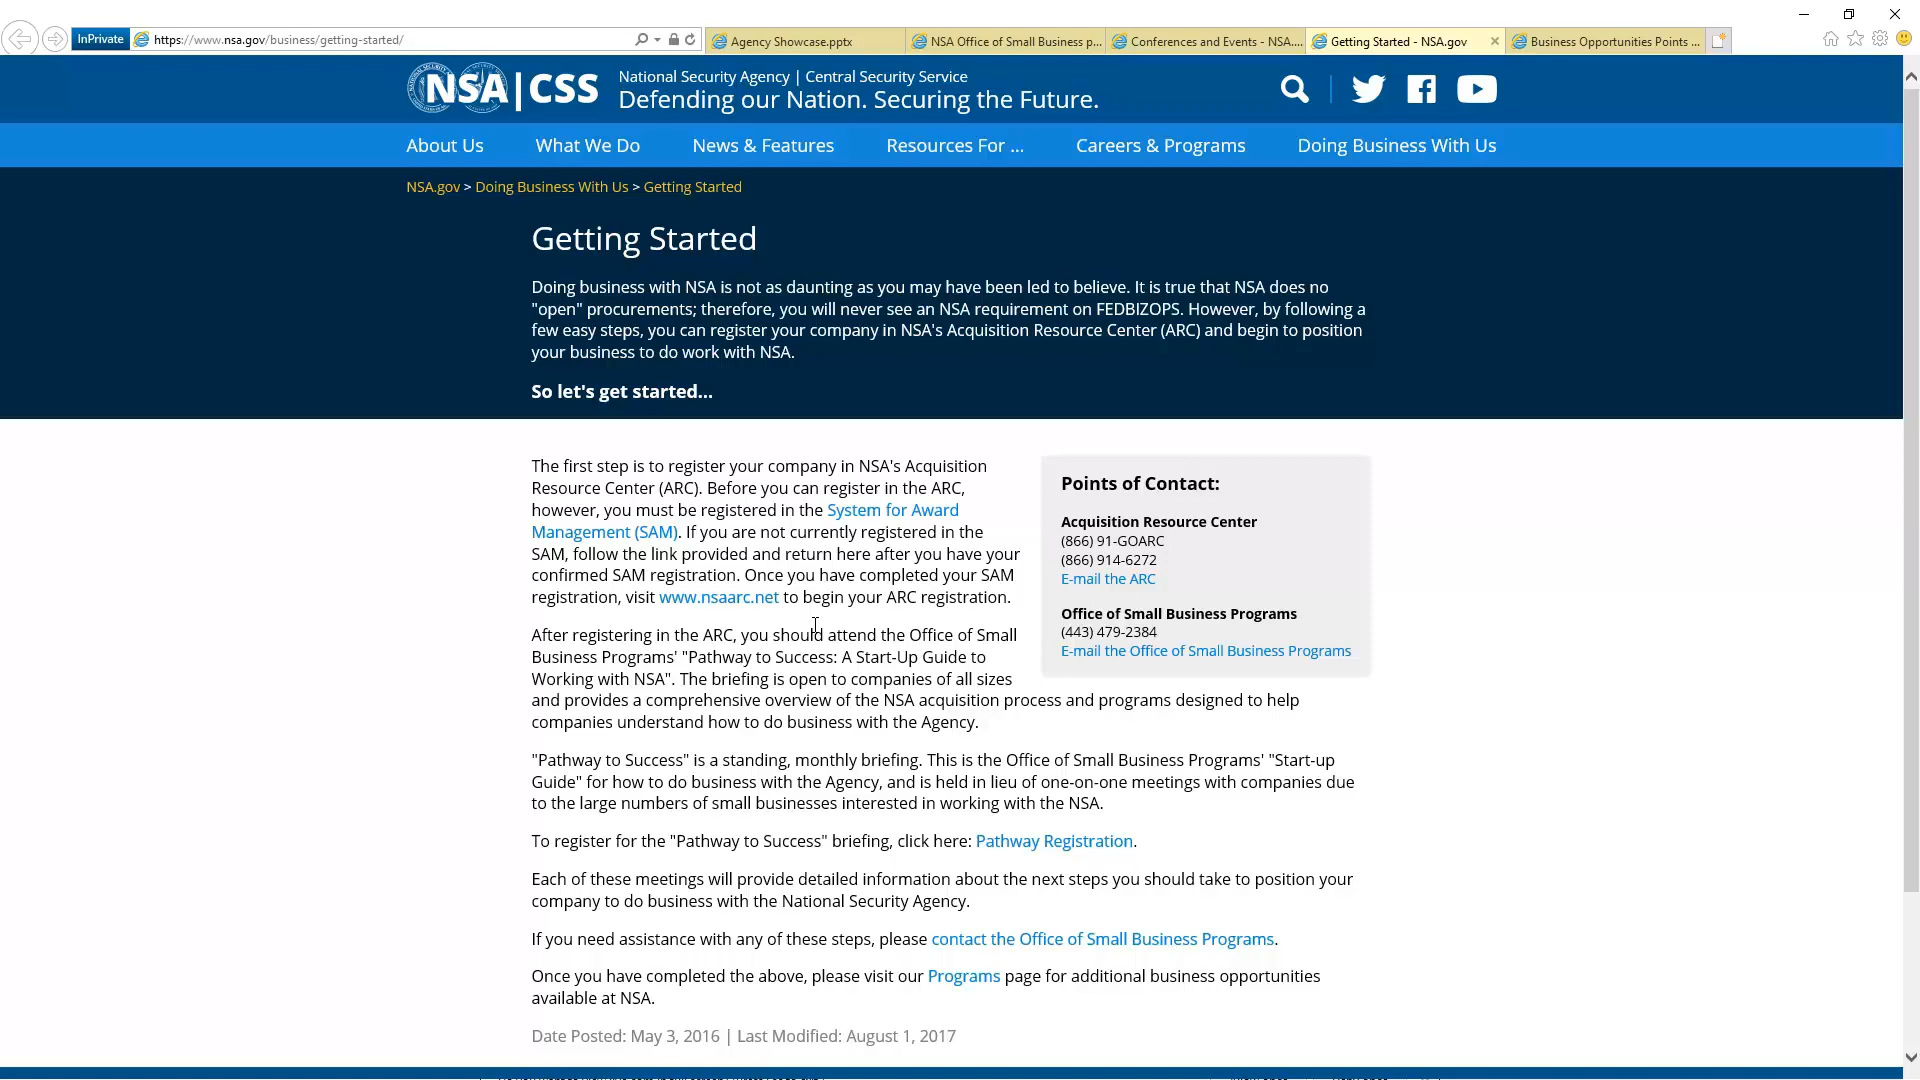 InPrivate
https://www.nsa.gov/business/getting-started/
Agency Showcase.pptx
NSA Office of Small Business p...
Conferences and Events - NSA....
Getting Started - NSA.gov
Business Opportunities Points ...
NSA|CSS
National Security Agency | Central Security Service
Defending our Nation. Securing the Future.
About Us
What We Do
News & Features
Resources For ...
Careers & Programs
Doing Business With Us
NSA.gov > Doing Business With Us > Getting Started
Getting Started
Doing business with NSA is not as daunting as you may have been led to believe. It is true that NSA does no
"open" procurements; therefore, you will never see an NSA requirement on FEDBIZOPS. However, by following a
few easy steps, you can register your company in NSA's Acquisition Resource Center (ARC) and begin to position
your business to do work with NSA.
So let's get started...
The first step is to register your company in NSA's Acquisition
Resource Center (ARC). Before you can register in the ARC,
however, you must be registered in the System for Award
Management (SAM). If you are not currently registered in the
SAM, follow the link provided and return here after you have your
confirmed SAM registration. Once you have completed your SAM
registration, visit www.nsaarc.net to begin your ARC registration.
Points of Contact:
Acquisition Resource Center
(866) 91-GOARC
(866) 914-6272
E-mail the ARC
Office of Small Business Programs
(443) 479-2384
E-mail the Office of Small Business Programs
After registering in the ARC, you should attend the Office of Small
Business Programs' "Pathway to Success: A Start-Up Guide to
Working with NSA". The briefing is open to companies of all sizes
and provides a comprehensive overview of the NSA acquisition process and programs designed to help
companies understand how to do business with the Agency.
"Pathway to Success" is a standing, monthly briefing. This is the Office of Small Business Programs' "Start-up
Guide" for how to do business with the Agency, and is held in lieu of one-on-one meetings with companies due
to the large numbers of small businesses interested in working with the NSA.
To register for the "Pathway to Success" briefing, click here: Pathway Registration.
Each of these meetings will provide detailed information about the next steps you should take to position your
company to do business with the National Security Agency.
If you need assistance with any of these steps, please contact the Office of Small Business Programs.
Once you have completed the above, please visit our Programs page for additional business opportunities
available at NSA.
Date Posted: May 3, 2016 | Last Modified: August 1, 2017